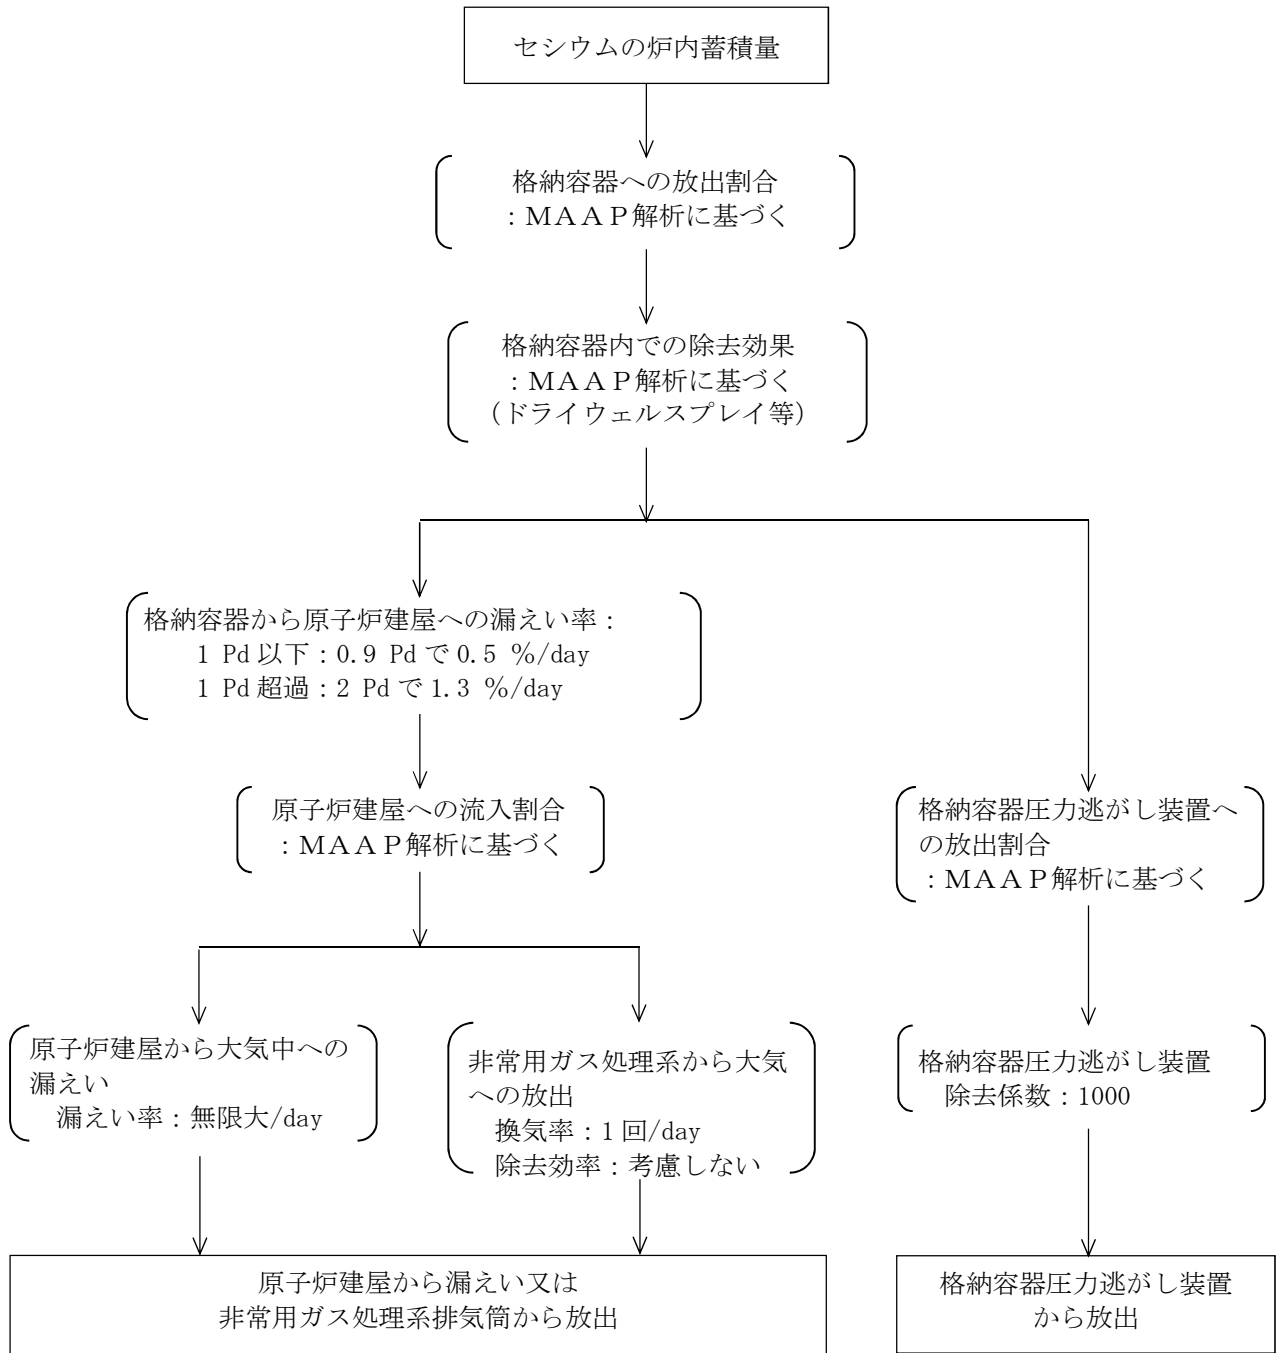 セシウムの炉内蓄積量
格納容器への放出割合
：ＭＡＡＰ解析に基づく
格納容器内での除去効果
：ＭＡＡＰ解析に基づく
（ドライウェルスプレイ等）
格納容器から原子炉建屋への漏えい率：
1 Pd 以下：0.9 Pd で 0.5 %/day
1 Pd 超過：2 Pd で 1.3 %/day
原子炉建屋への流入割合
：ＭＡＡＰ解析に基づく
格納容器圧力逃がし装置へ
の放出割合
：ＭＡＡＰ解析に基づく
原子炉建屋から大気中への
漏えい
漏えい率：無限大/day
非常用ガス処理系から大気
への放出
換気率：1 回/day
除去効率：考慮しない
格納容器圧力逃がし装置
除去係数：1000
原子炉建屋から漏えい又は
非常用ガス処理系排気筒から放出
格納容器圧力逃がし装置
から放出